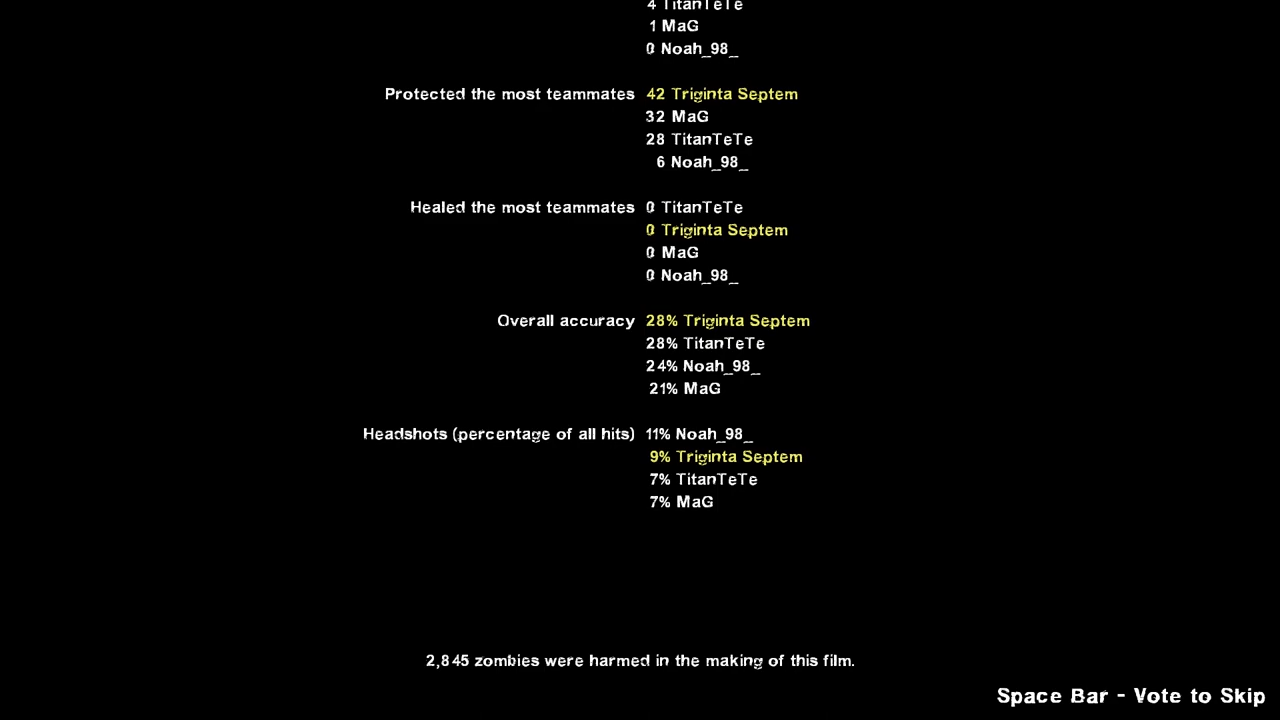 4 TitanTeTe
1 MaG
0 Noah_98_
Protected the most teammates 42 Triginta Septem
32 MaG
28 TitanTeTe
6 Noah_98_
Healed the most teammates 0 TitanTeTe
0 Triginta Septem
0 MaG
0 Noah_98_
Overall accuracy 28% Triginta Septem
28% TitanTeTe
24% Noah_98_
21% MaG
Headshots (percentage of all hits) 11% Noah_98_
9% Triginta Septem
7% TitanTeTe
7% MaG
2,845 zombies were harmed in the making of this film.
Space Bar - Vote to Skip